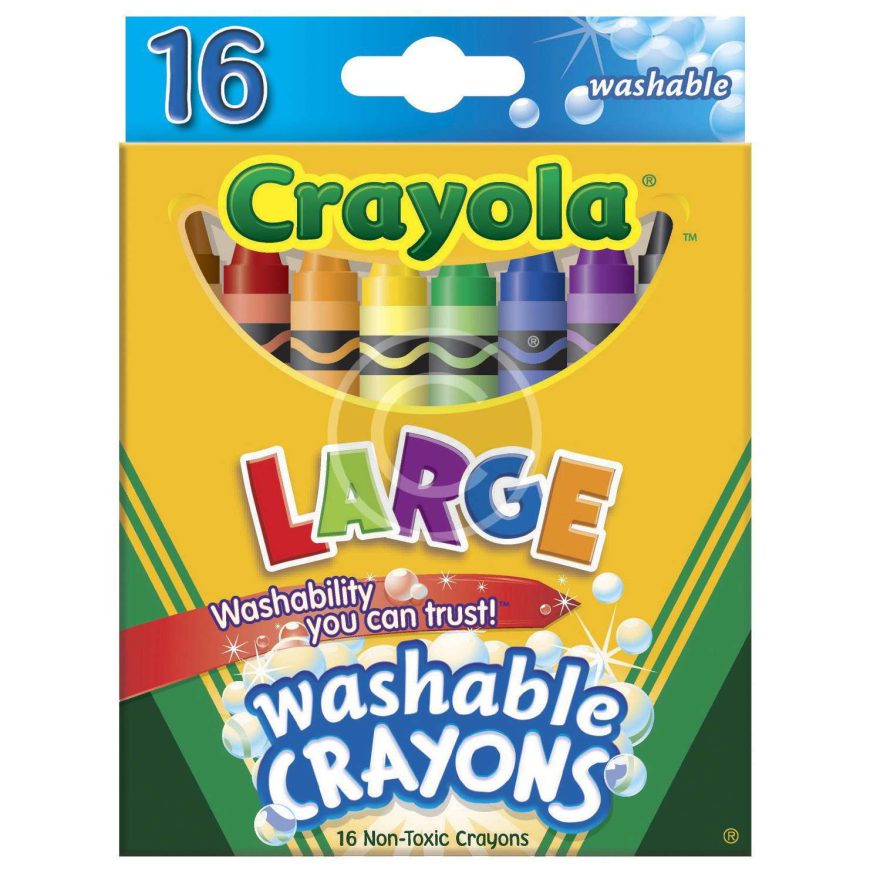 16
washable
Crayola®
™
®
LARGE
Washability
you can trust!™
washable
CRAYONS
16 Non-Toxic Crayons
®